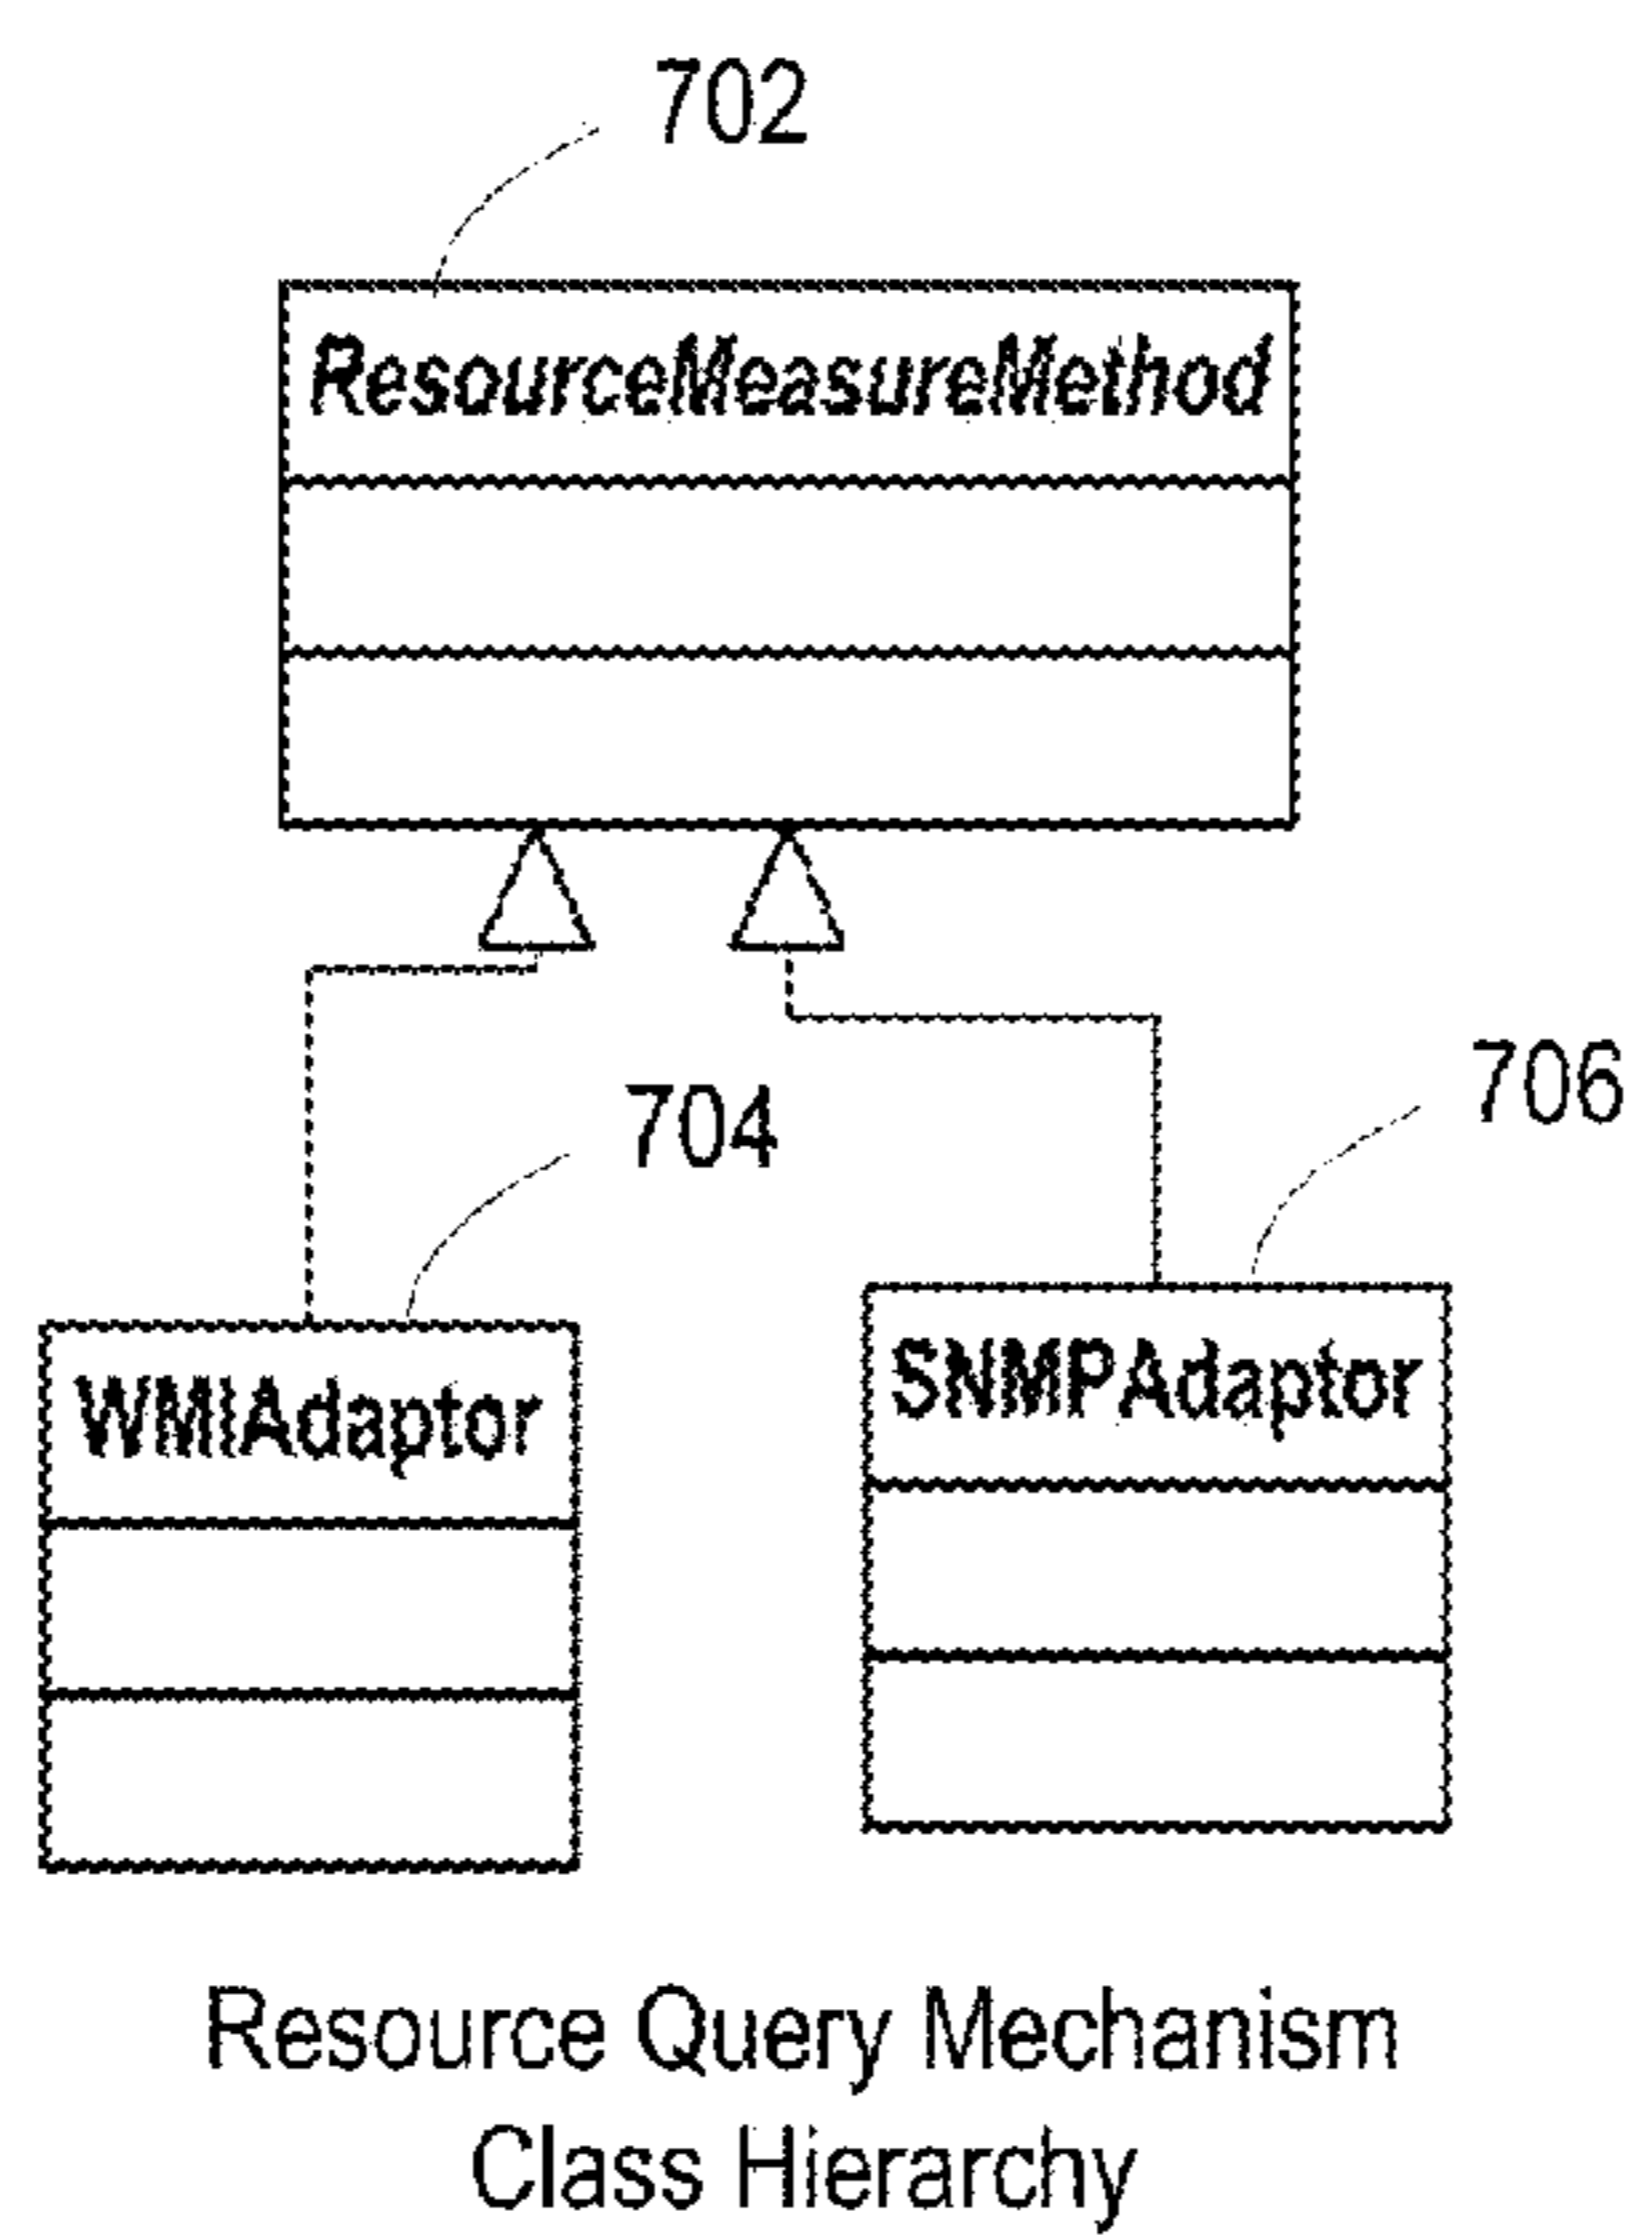 702
ResourceMeasureMethod
704
706
WMIAdaptor
SNMPAdaptor
Resource Query Mechanism
Class Hierarchy